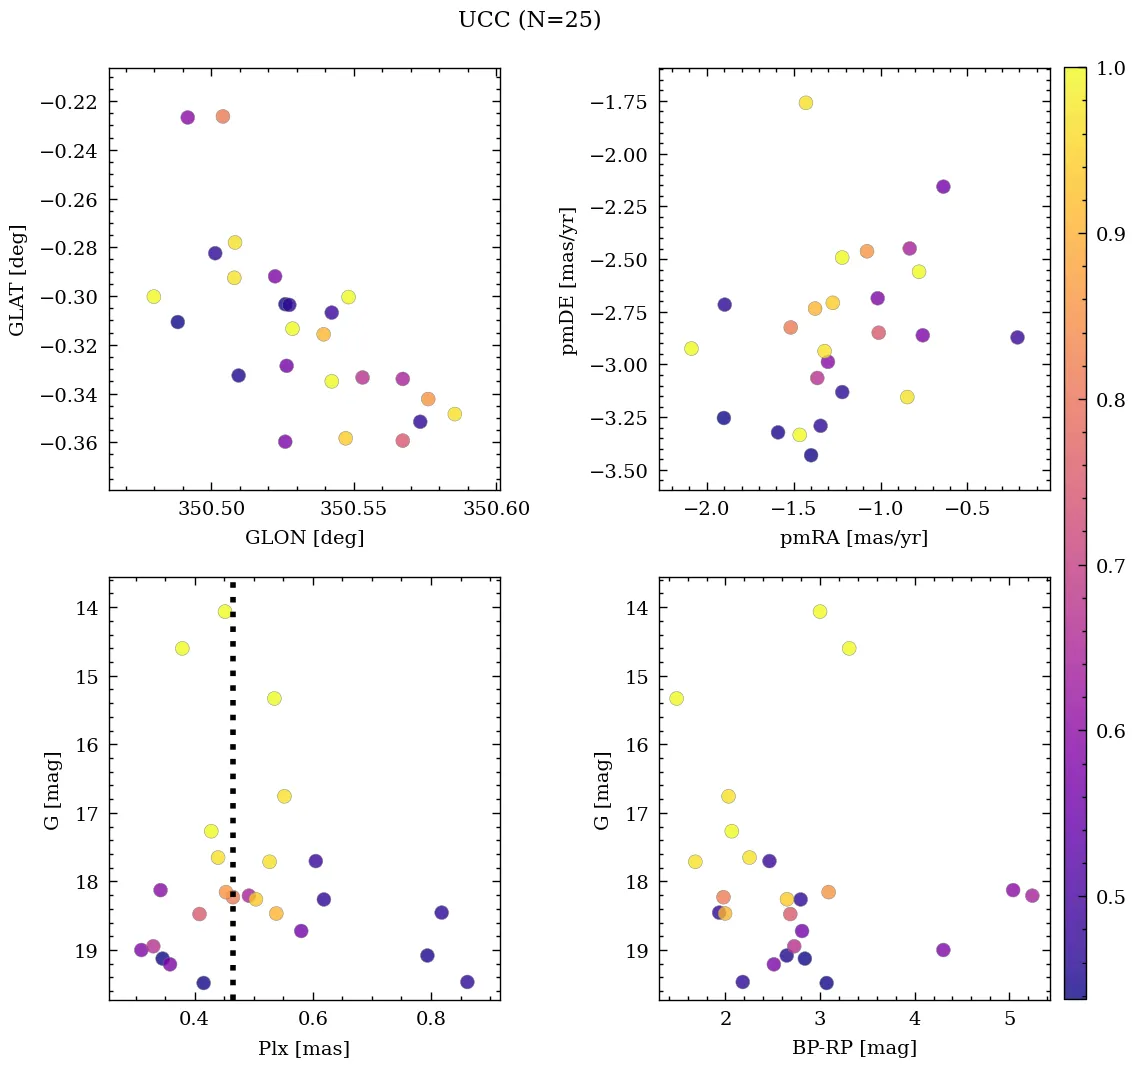 UCC (N=25)
−0.22
−0.24
−0.26
−0.28
−0.30
−0.32
−0.34
−0.36
GLAT [deg]
350.50 350.55 350.60
GLON [deg]
−1.75
−2.00
−2.25
−2.50
−2.75
−3.00
−3.25
−3.50
pmDE [mas/yr]
−2.0 −1.5 −1.0 −0.5
pmRA [mas/yr]
14
15
16
17
18
19
G [mag]
0.4 0.6 0.8
Plx [mas]
14
15
16
17
18
19
G [mag]
2 3 4 5
BP-RP [mag]
1.0
0.9
0.8
0.7
0.6
0.5